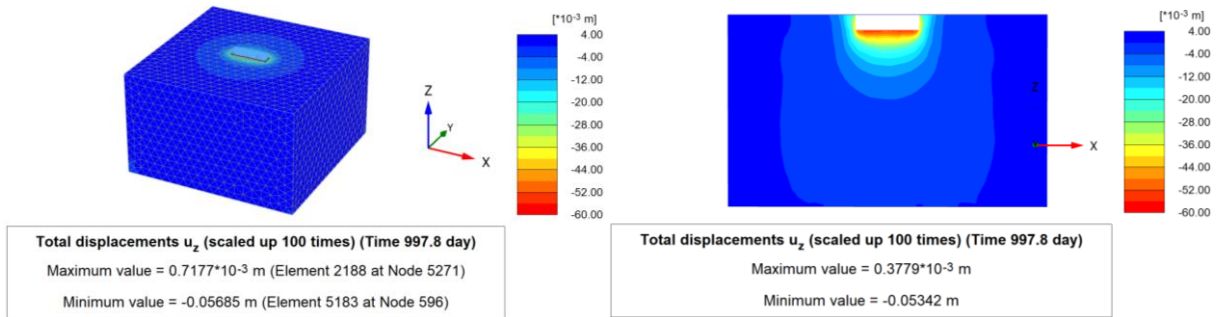 [*10-3 m]
4.00
-4.00
-12.00
-20.00
-28.00
-36.00
-44.00
-52.00
-60.00
Z
Y
X
Total displacements uz (scaled up 100 times) (Time 997.8 day)
Maximum value = 0.7177*10-3 m (Element 2188 at Node 5271)
Minimum value = -0.05685 m (Element 5183 at Node 596)
[*10-3 m]
4.00
-4.00
-12.00
-20.00
-28.00
-36.00
-44.00
-52.00
-60.00
Z
X
Total displacements uz (scaled up 100 times) (Time 997.8 day)
Maximum value = 0.3779*10-3 m
Minimum value = -0.05342 m